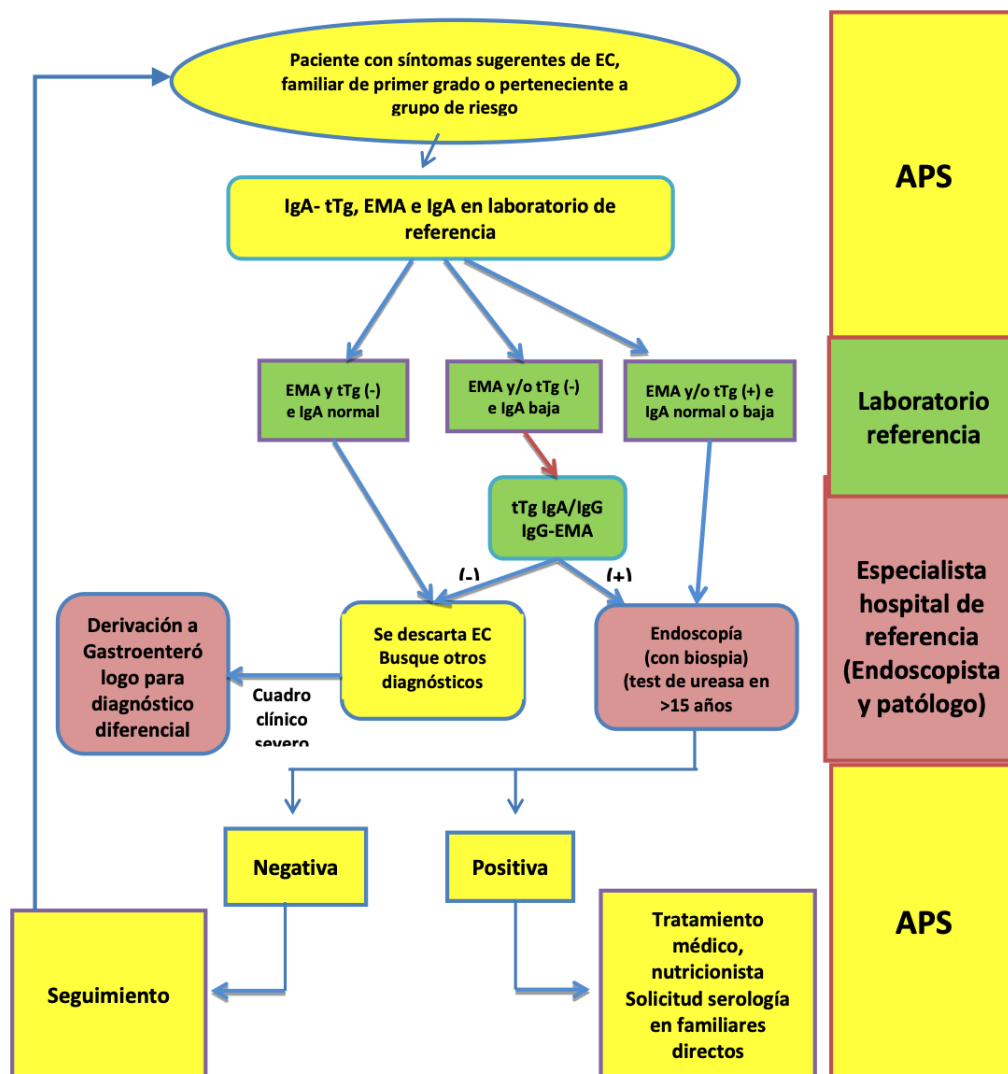 Paciente con síntomas sugerentes de EC,
familiar de primer grado o perteneciente a
grupo de riesgo
APS
IgA- tTg, EMA e IgA en laboratorio de
referencia
EMA y tTg (-)
e IgA normal
EMA y/o tTg (-)
e IgA baja
EMA y/o tTg (+) e
IgA normal o baja
Laboratorio
referencia
tTg IgA/IgG
IgG-EMA
(-)
(+)
Derivación a
Gastroenteró
logo para
diagnóstico
diferencial
Cuadro
clínico
severo
Se descarta EC
Busque otros
diagnósticos
Endoscopía
(con biospia)
(test de ureasa en
>15 años
Especialista
hospital de
referencia
(Endoscopista
y patólogo)
Negativa
Positiva
Seguimiento
Tratamiento
médico,
nutricionista
Solicitud serología
en familiares
directos
APS